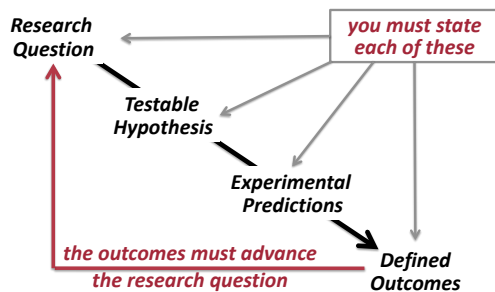 Research
Question
you must state
each of these
Testable
Hypothesis
Experimental
Predictions
the outcomes must advance
the research question
Defined
Outcomes